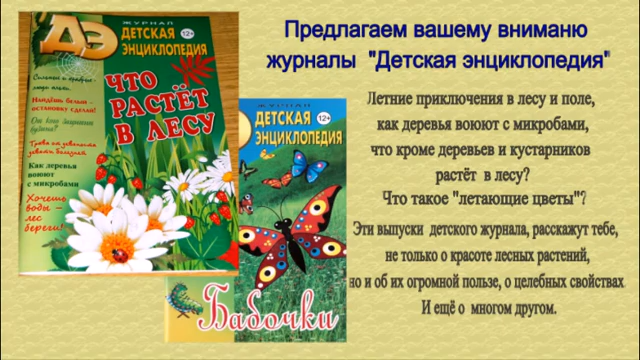 ЖУРНАЛ
ДЭ ДЕТСКАЯ
ЭНЦИКЛОПЕДИЯ
12+
ЧТО
РАСТЁТ
В ЛЕСУ
Как деревья
воюют
с микробами
Хочешь
воды –
лес
береги!
ЖУРНАЛ
ДЕТСКАЯ
ЭНЦИКЛОПЕДИЯ
12+
Бабочки
Предлагаем вашему вниманю
журналы "Детская энциклопедия"
Летние приключения в лесу и поле,
как деревья воюют с микробами,
что кроме деревьев и кустарников
растёт в лесу?
Что такое "летающие цветы"?
Эти выпуски детского журнала, расскажут тебе,
не только о красоте лесных растений,
но и об их огромной пользе, о целебных свойствах
И ещё о многом другом.